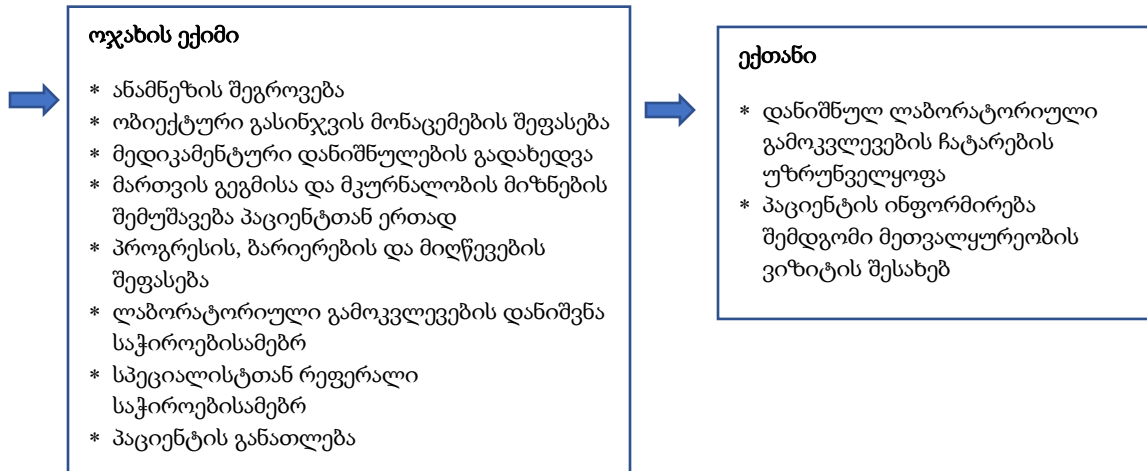 ოჯახის ექიმი
* ანამნეზის შეგროვება
* ობიექტური გასინჯვის მონაცემების შეფასება
* მედიკამენტური დანიშნულების გადახედვა
* მართვის გეგმისა და მკურნალობის მიზნების
შემუშავება პაციენტთან ერთად
* პროგრესის, ბარიერების და მიღწევების
შეფასება
* ლაბორატორიული გამოკვლევების დანიშვნა
საჭიროებისამებრ
* სპეციალისტთან რეფერალი
საჭიროებისამებრ
* პაციენტის განათლება
ექთანი
* დანიშნულ ლაბორატორიული
გამოკვლევების ჩატარების
უზრუნველყოფა
* პაციენტის ინფორმირება
შემდგომი მეთვალყურეობის
ვიზიტის შესახებ